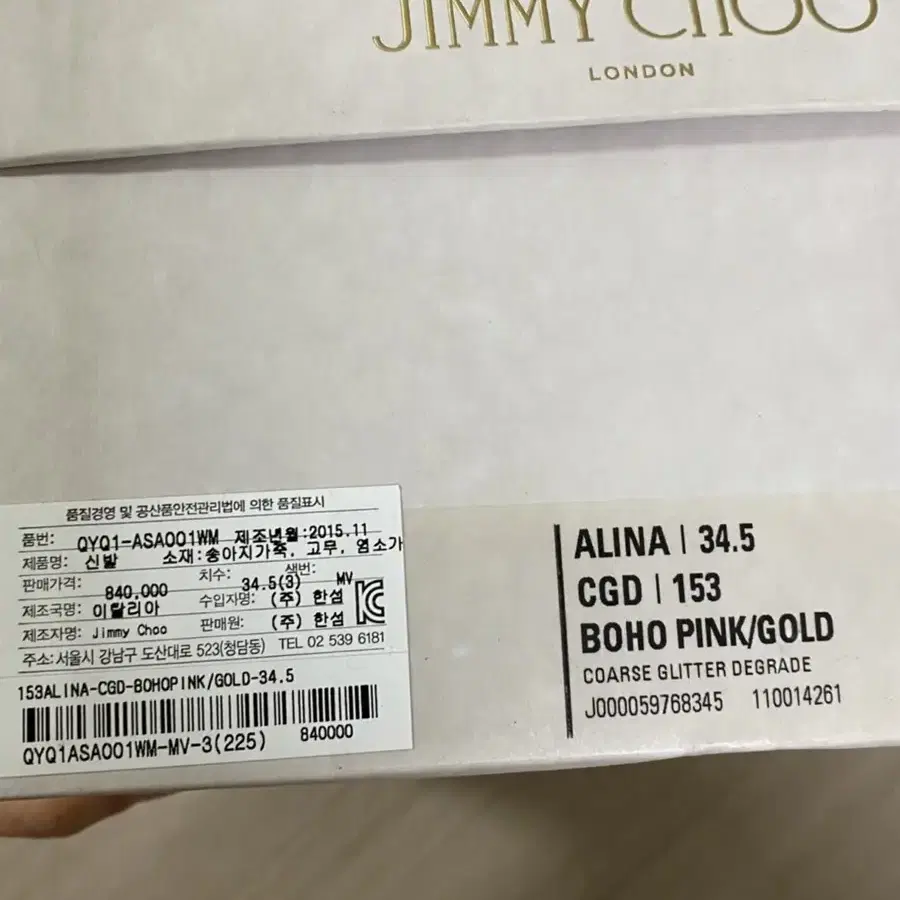 JIMMY CHOO
LONDON
품질경영 및 공산품안전관리법에 의한 품질표시
품번: QYQ1-ASA001WM 제조년월:2015.11
제품명: 신발 소재:송아지가죽, 고무, 염소가
판매가격: 840,000 치수: 34.5(3) 색번: MV
제조국명: 이탈리아 수입자명: (주) 한섬
제조자명: Jimmy Choo 판매원: (주) 한섬
주소:서울시 강남구 도산대로 523(청담동) TEL 02 539 6181
153ALINA-CGD-BOHOPINK/GOLD-34.5
QYQ1ASA001WM-MV-3(225) 840000
ALINA | 34.5
CGD | 153
BOHO PINK/GOLD
COARSE GLITTER DEGRADE
J000059768345 110014261